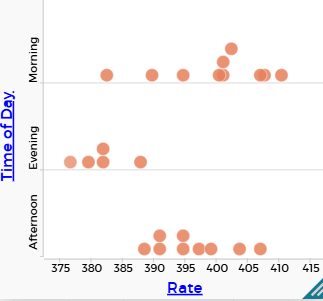 Time of Day
Morning
Evening
Afternoon
375 380 385 390 395 400 405 410 415
Rate